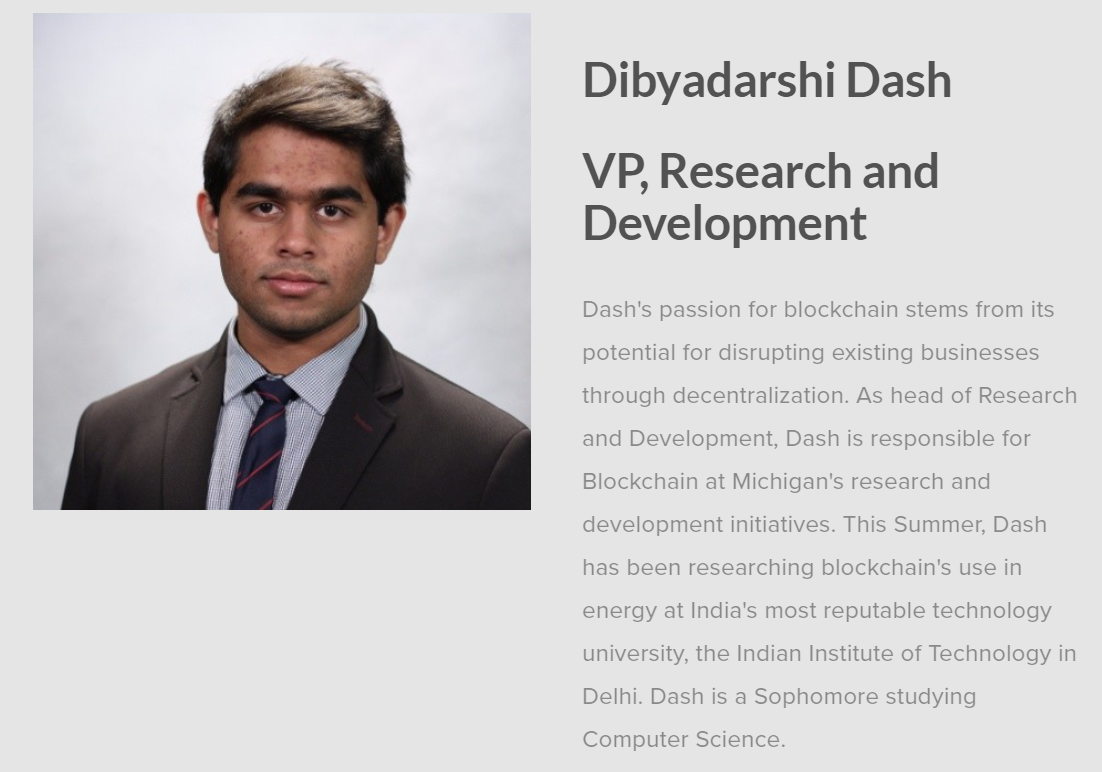 Dibyadarshi Dash
VP, Research and
Development
Dash's passion for blockchain stems from its
potential for disrupting existing businesses
through decentralization. As head of Research
and Development, Dash is responsible for
Blockchain at Michigan's research and
development initiatives. This Summer, Dash
has been researching blockchain's use in
energy at India's most reputable technology
university, the Indian Institute of Technology in
Delhi. Dash is a Sophomore studying
Computer Science.